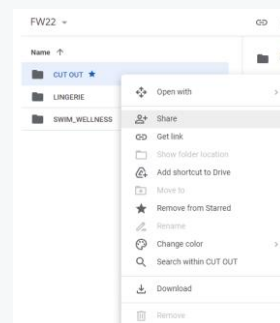 FW22
Name
CUT OUT
LINGERIE
SWIM_WELLNESS
Open with
Share
Get link
Show folder location
Add shortcut to Drive
Move to
Remove from Starred
Rename
Change color
Search within CUT OUT
Download
Remove